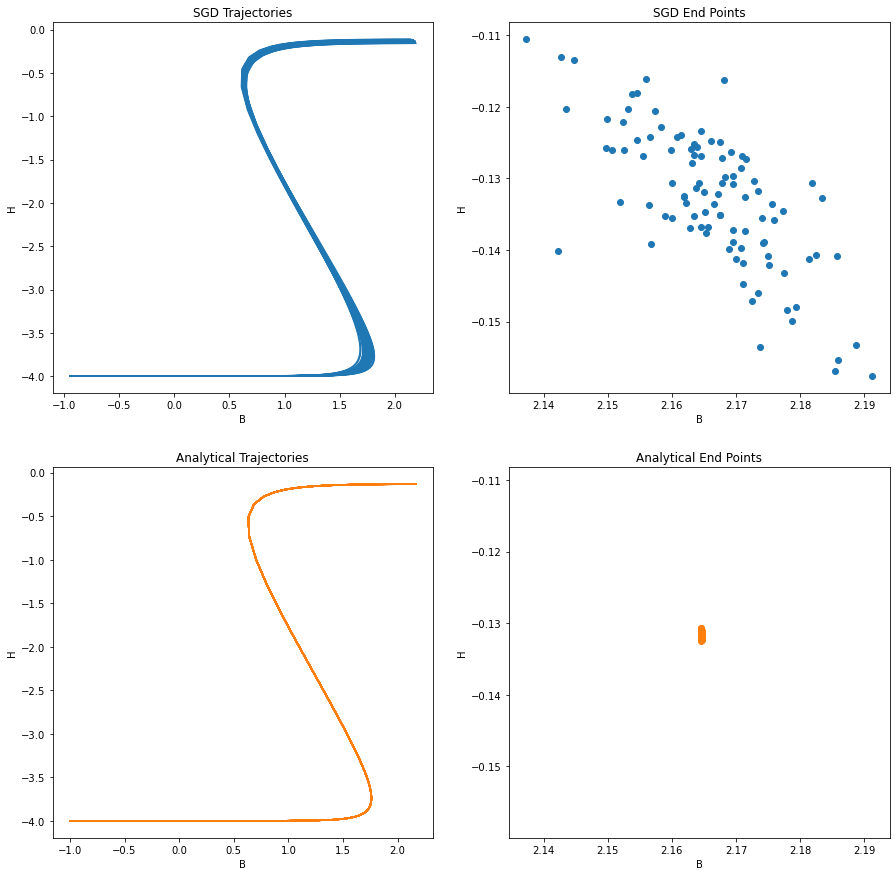 SGD Trajectories
0.0
−0.5
−1.0
−1.5
−2.0
−2.5
−3.0
−3.5
−4.0
H
−1.0 −0.5 0.0 0.5 1.0 1.5 2.0
B
SGD End Points
−0.11
−0.12
−0.13
−0.14
−0.15
H
2.14 2.15 2.16 2.17 2.18 2.19
B
Analytical Trajectories
0.0
−0.5
−1.0
−1.5
−2.0
−2.5
−3.0
−3.5
−4.0
H
−1.0 −0.5 0.0 0.5 1.0 1.5 2.0
B
Analytical End Points
−0.11
−0.12
−0.13
−0.14
−0.15
H
2.14 2.15 2.16 2.17 2.18 2.19
B